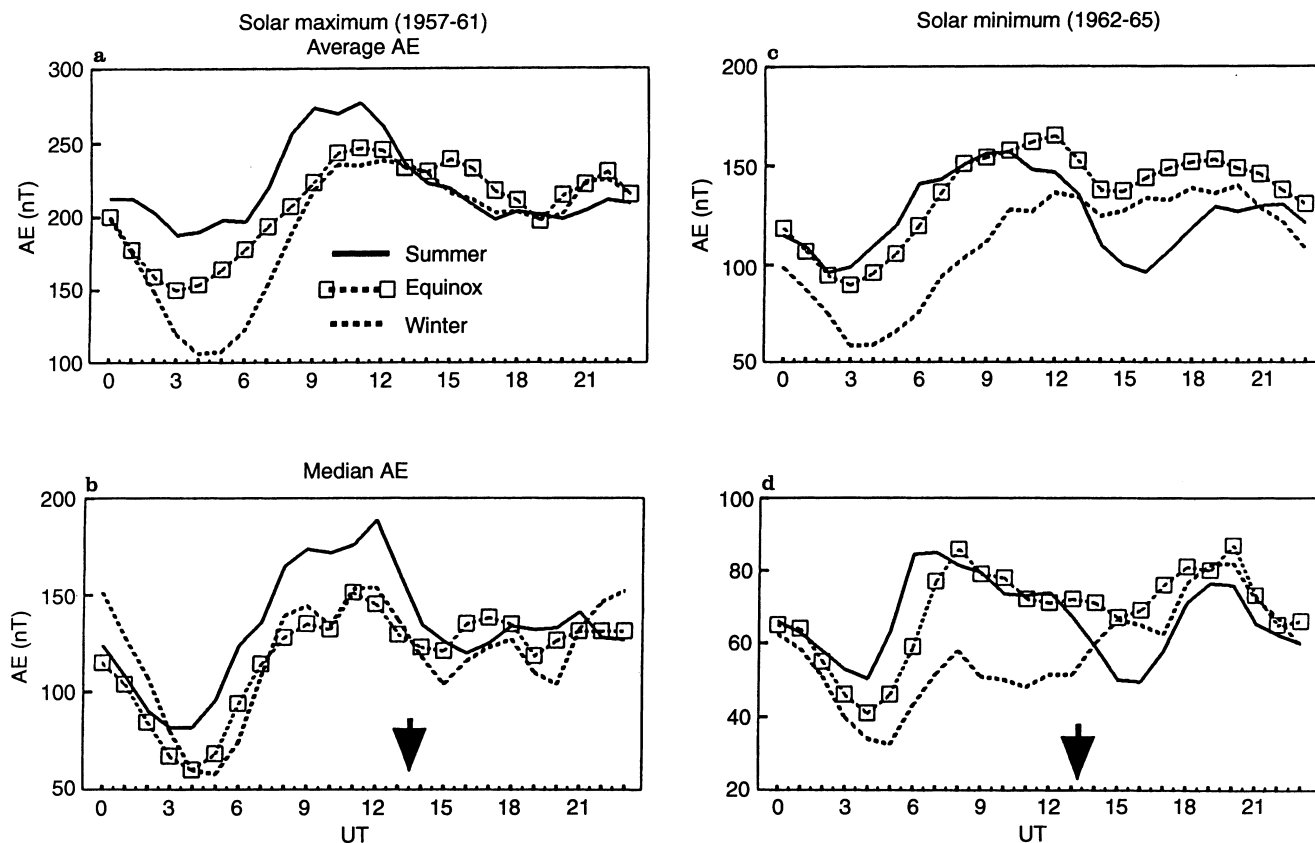 Solar maximum (1957-61)
Average AE
a
300
250
200
150
100
AE (nT)
Summer
Equinox
Winter
0 3 6 9 12 15 18 21
Solar minimum (1962-65)
c
200
150
100
50
AE (nT)
0 3 6 9 12 15 18 21
Median AE
b
200
150
100
50
AE (nT)
0 3 6 9 12 15 18 21
UT
d
100
80
60
40
20
AE (nT)
0 3 6 9 12 15 18 21
UT